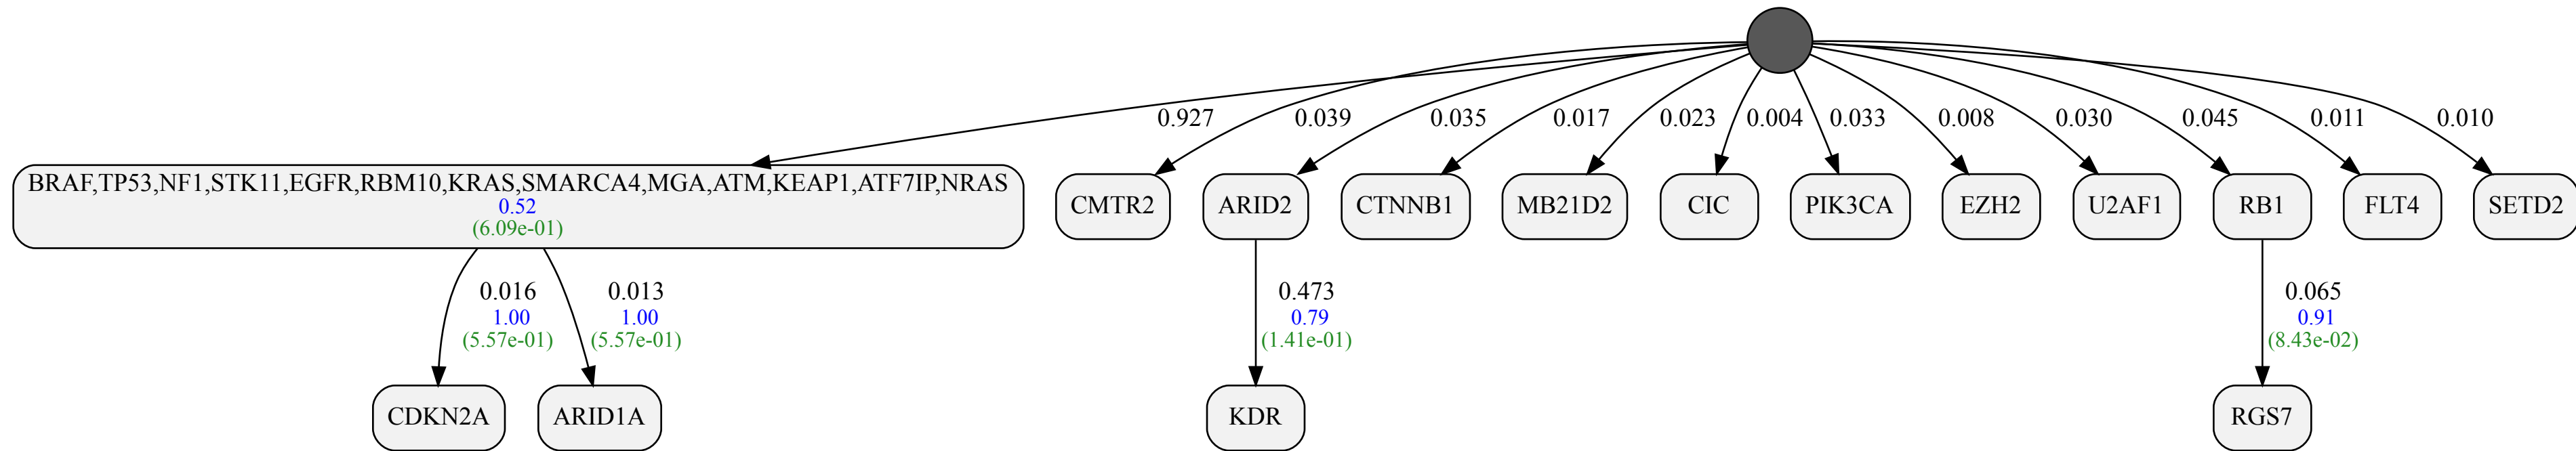 0.927
0.039
0.035
0.017
0.023
0.004
0.033
0.008
0.030
0.045
0.011
0.010
BRAF,TP53,NF1,STK11,EGFR,RBM10,KRAS,SMARCA4,MGA,ATM,KEAP1,ATF7IP,NRAS
0.52
(6.09e-01)
CMTR2
ARID2
CTNNB1
MB21D2
CIC
PIK3CA
EZH2
U2AF1
RB1
FLT4
SETD2
0.016
1.00
(5.57e-01)
0.013
1.00
(5.57e-01)
0.473
0.79
(1.41e-01)
0.065
0.91
(8.43e-02)
CDKN2A
ARID1A
KDR
RGS7